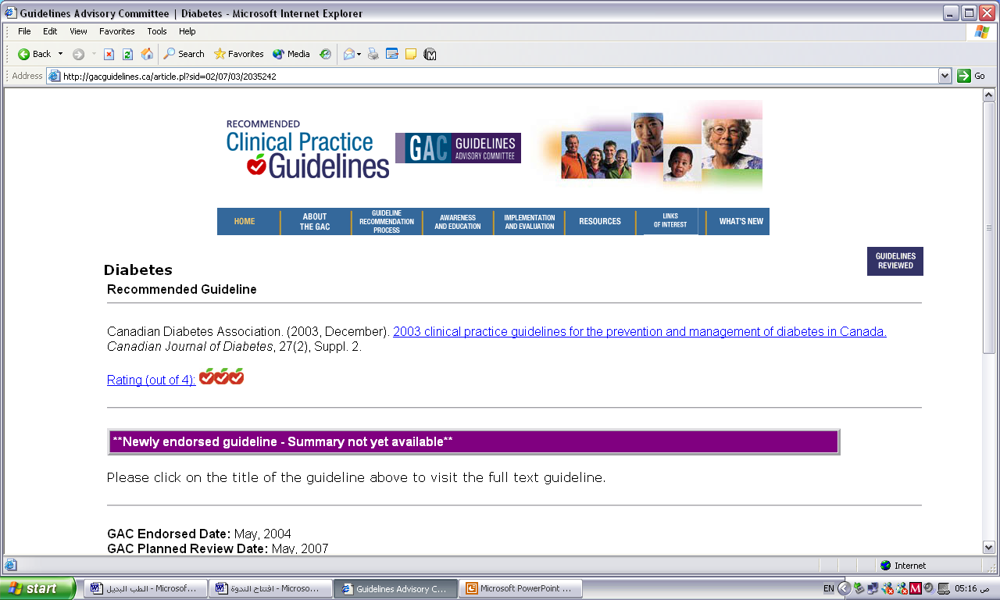 Guidelines Advisory Committee | Diabetes - Microsoft Internet Explorer
File Edit View Favorites Tools Help
Back Search Favorites Media
Address http://gacguidelines.ca/article.pl?sid=02/07/03/2035242 Go
RECOMMENDED
Clinical Practice
Guidelines
GAC GUIDELINES
ADVISORY COMMITTEE
HOME
ABOUT
THE GAC
GUIDELINE
RECOMMENDATION
PROCESS
AWARENESS
AND EDUCATION
IMPLEMENTATION
AND EVALUATION
RESOURCES
LINKS
OF INTEREST
WHAT'S NEW
GUIDELINES
REVIEWED
Diabetes
Recommended Guideline
Canadian Diabetes Association. (2003, December). 2003 clinical practice guidelines for the prevention and management of diabetes in Canada.
Canadian Journal of Diabetes, 27(2), Suppl. 2.
Rating (out of 4):
**Newly endorsed guideline - Summary not yet available**
Please click on the title of the guideline above to visit the full text guideline.
GAC Endorsed Date: May, 2004
GAC Planned Review Date: May, 2007
Internet
start الطب البديل - Microsof... افتتاح الندوة - Microso... Guidelines Advisory C... Microsoft PowerPoint ... EN 05:16 ص